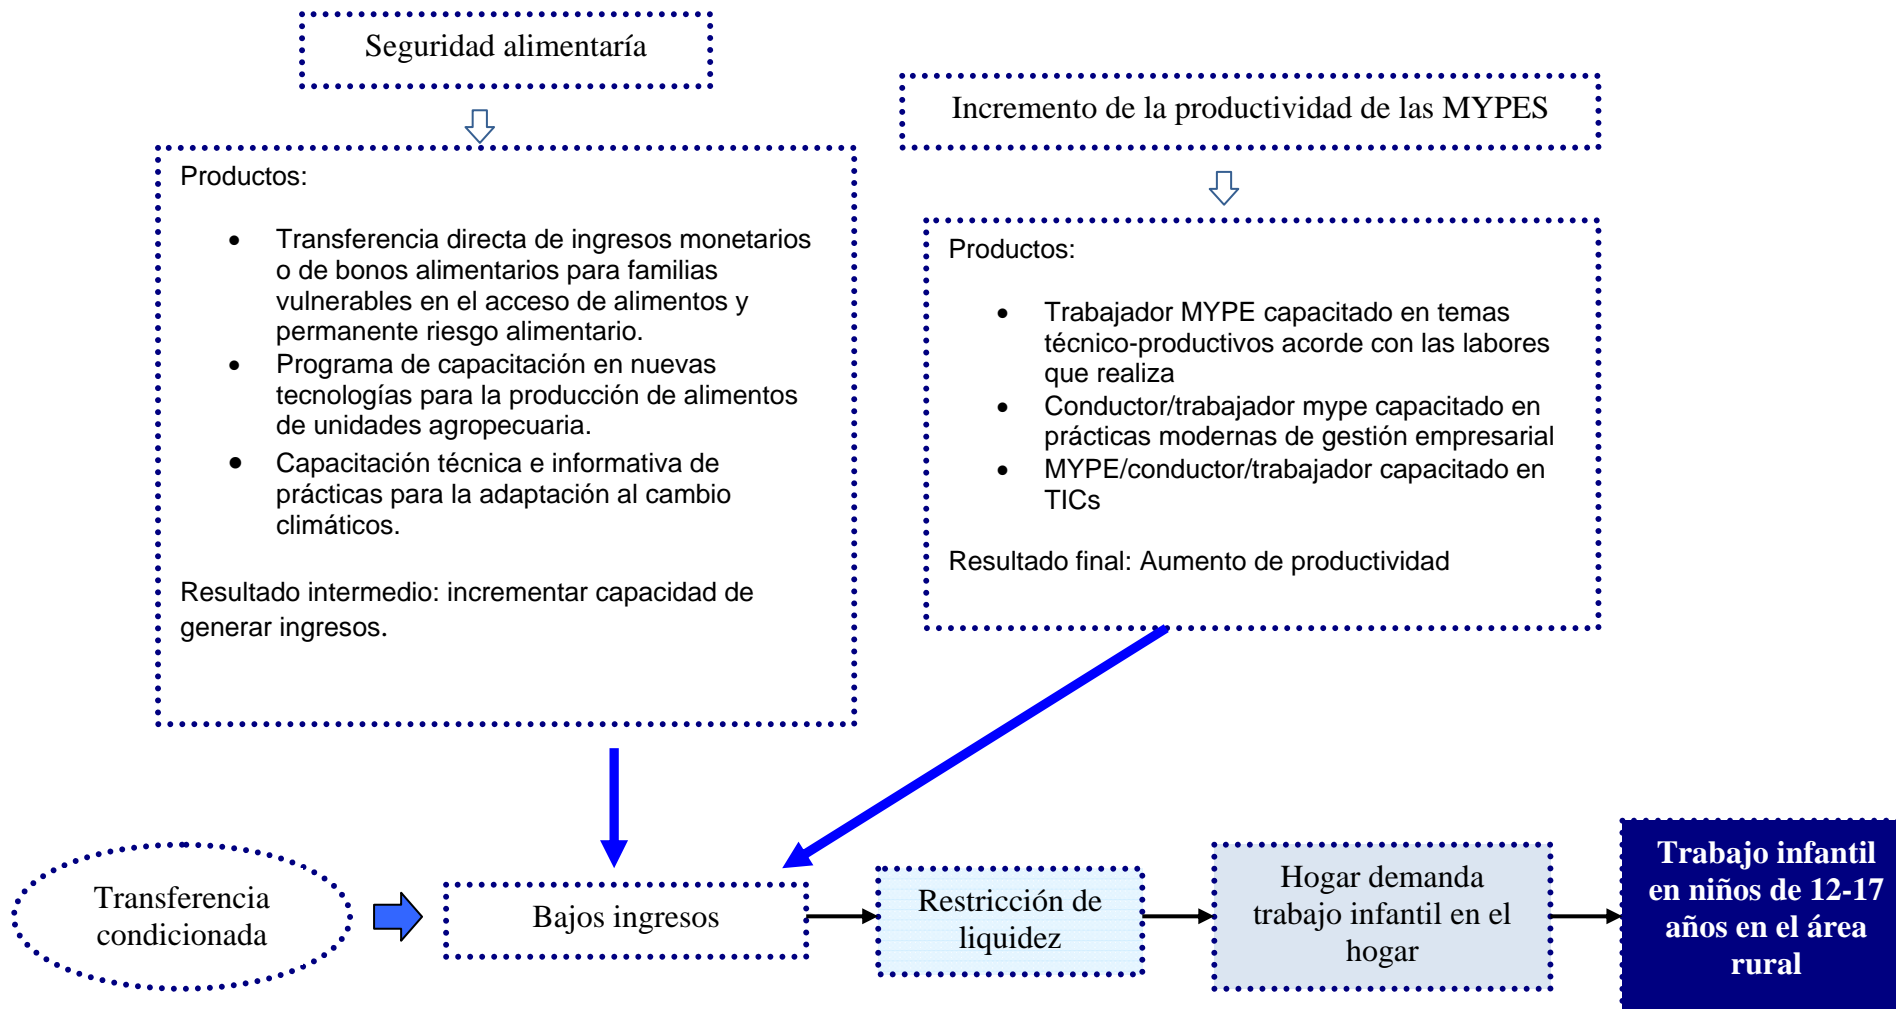 Seguridad alimentaría
Productos:
• Transferencia directa de ingresos monetarios
o de bonos alimentarios para familias
vulnerables en el acceso de alimentos y
permanente riesgo alimentario.
• Programa de capacitación en nuevas
tecnologías para la producción de alimentos
de unidades agropecuaria.
• Capacitación técnica e informativa de
prácticas para la adaptación al cambio
climáticos.
Resultado intermedio: incrementar capacidad de
generar ingresos.
Incremento de la productividad de las MYPES
Productos:
• Trabajador MYPE capacitado en temas
técnico-productivos acorde con las labores
que realiza
• Conductor/trabajador mype capacitado en
prácticas modernas de gestión empresarial
• MYPE/conductor/trabajador capacitado en
TICs
Resultado final: Aumento de productividad
Transferencia
condicionada
Bajos ingresos
Restricción de
liquidez
Hogar demanda
trabajo infantil en el
hogar
Trabajo infantil
en niños de 12-17
años en el área
rural